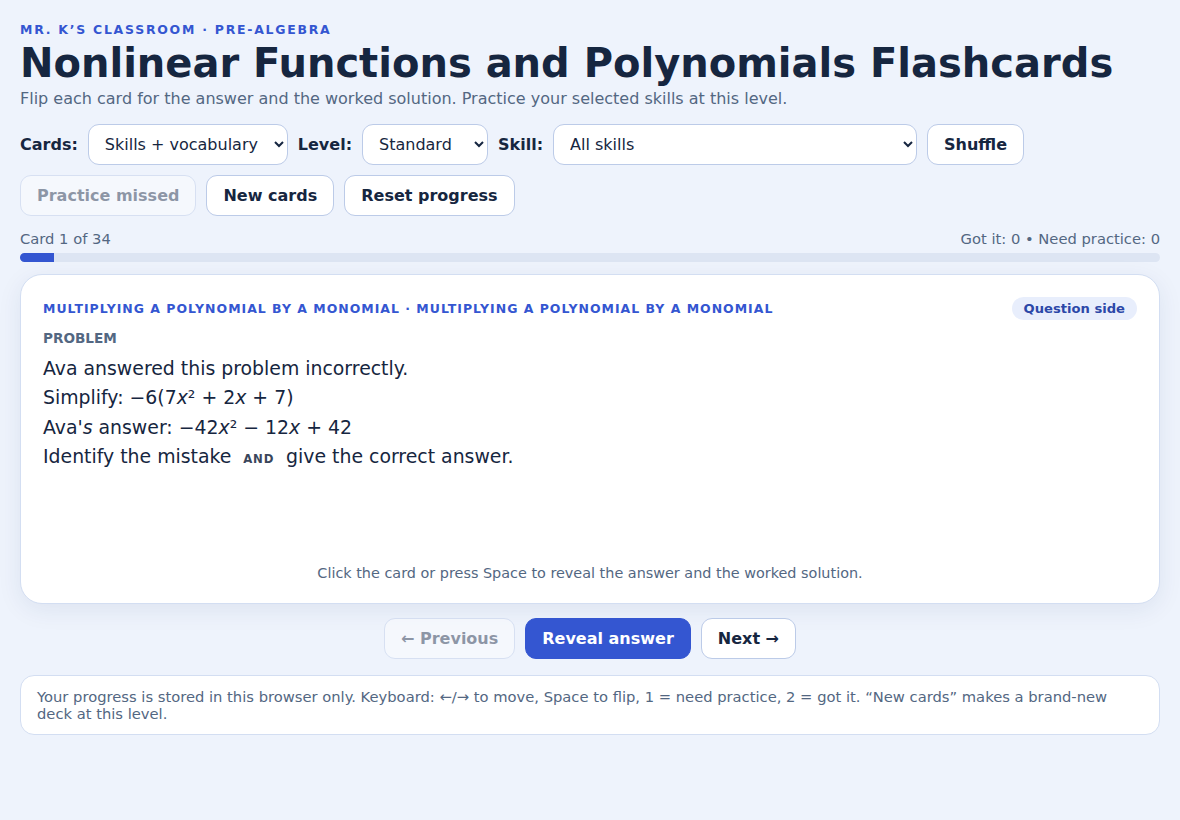 MR. K’S CLASSROOM · PRE-ALGEBRA
Nonlinear Functions and Polynomials Flashcards
Flip each card for the answer and the worked solution. Practice your selected skills at this level.
Cards: Skills + vocabulary Level: Standard Skill: All skills Shuffle
Practice missed New cards Reset progress
Card 1 of 34 Got it: 0 • Need practice: 0
MULTIPLYING A POLYNOMIAL BY A MONOMIAL · MULTIPLYING A POLYNOMIAL BY A MONOMIAL Question side
PROBLEM
Ava answered this problem incorrectly.
Simplify: −6(7x² + 2x + 7)
Ava's answer: −42x² − 12x + 42
Identify the mistake AND give the correct answer.
Click the card or press Space to reveal the answer and the worked solution.
← Previous Reveal answer Next →
Your progress is stored in this browser only. Keyboard: ←/→ to move, Space to flip, 1 = need practice, 2 = got it. “New cards” makes a brand-new
deck at this level.